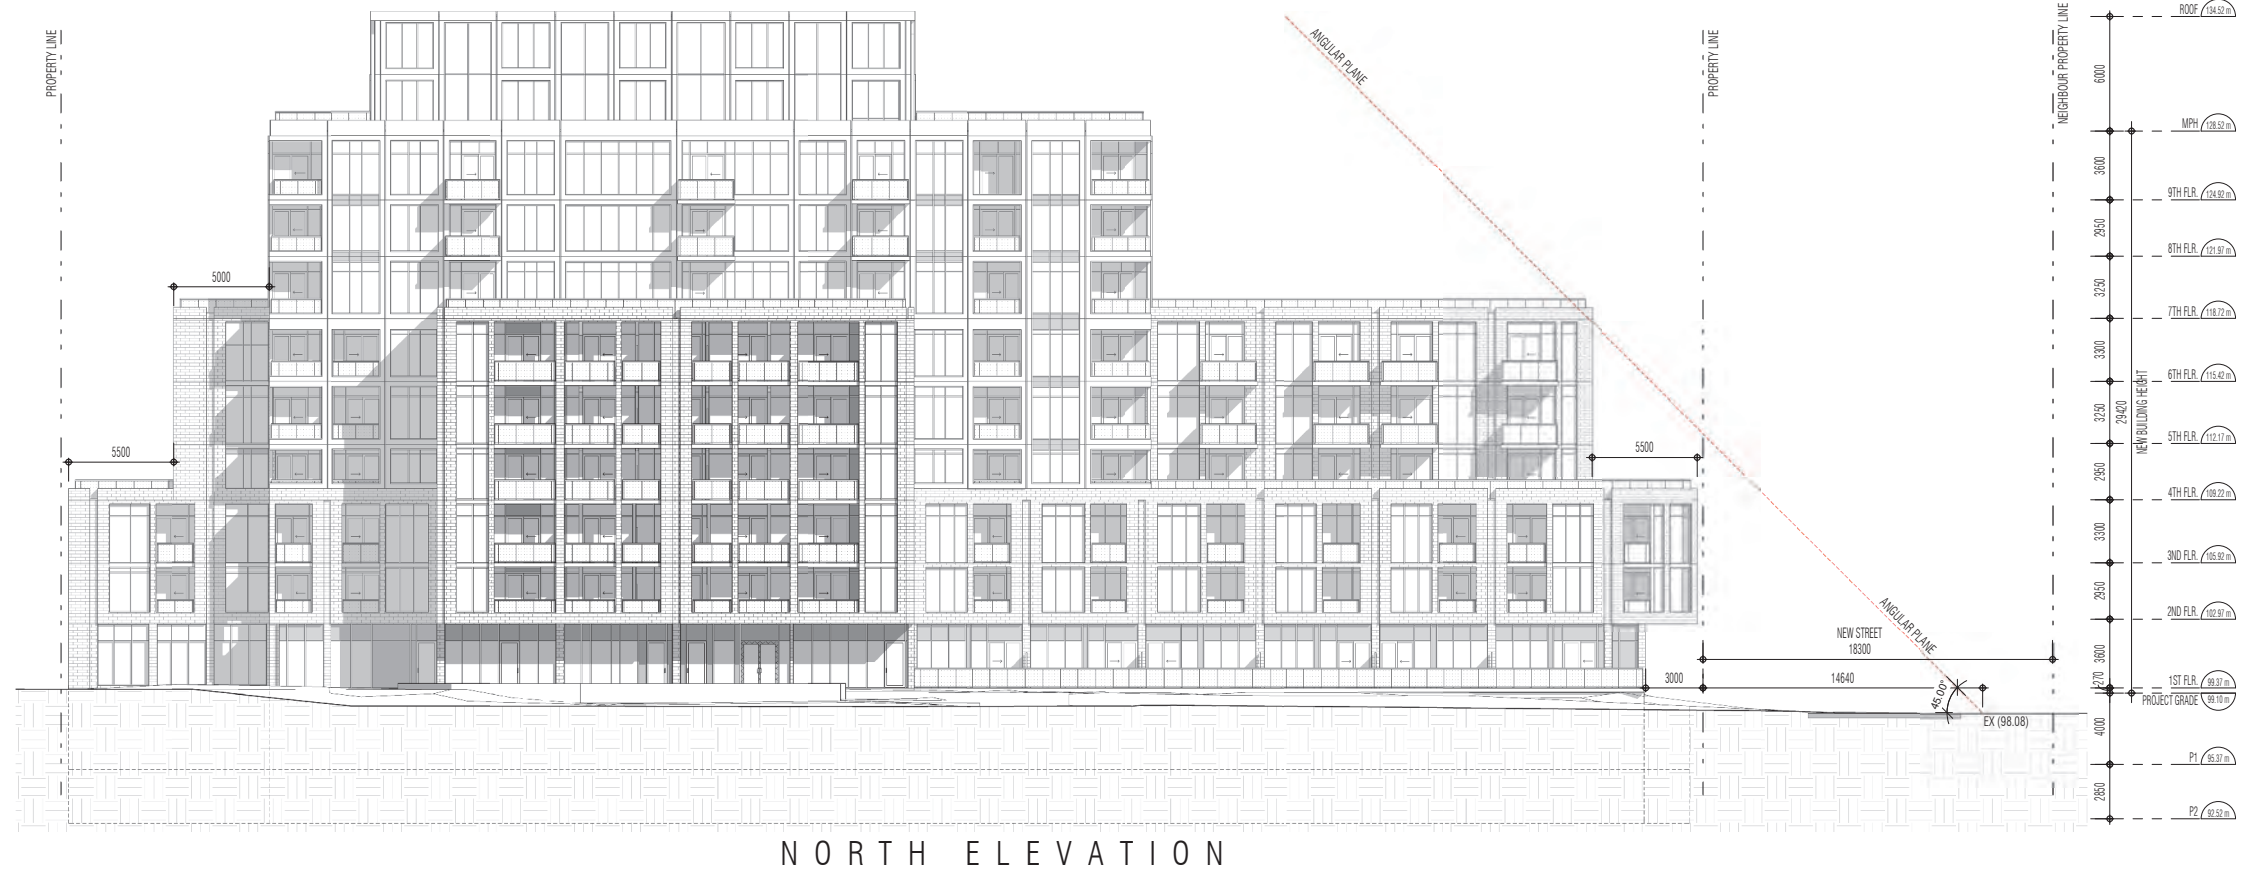 PROPERTY LINE
ANGULAR PLANE
PROPERTY LINE
NEIGHBOUR PROPERTY LINE
ROOF 134.52 m
6000
MPH 128.52 m
3600
9TH FLR. 124.92 m
2950
8TH FLR. 121.97 m
3250
7TH FLR. 118.72 m
3300
6TH FLR. 115.42 m
3250
29420
NEW BUILDING HEIGHT
5TH FLR. 112.17 m
2950
4TH FLR. 109.22 m
3300
3ND FLR. 105.92 m
2950
2ND FLR. 102.97 m
3600
1ST FLR. 99.37 m
270
PROJECT GRADE 99.10 m
4000
P1 95.37 m
2850
P2 92.52 m
5000
5500
5500
ANGULAR PLANE
NEW STREET
18300
3000
14640
45.00°
EX (98.08)
NORTH ELEVATION